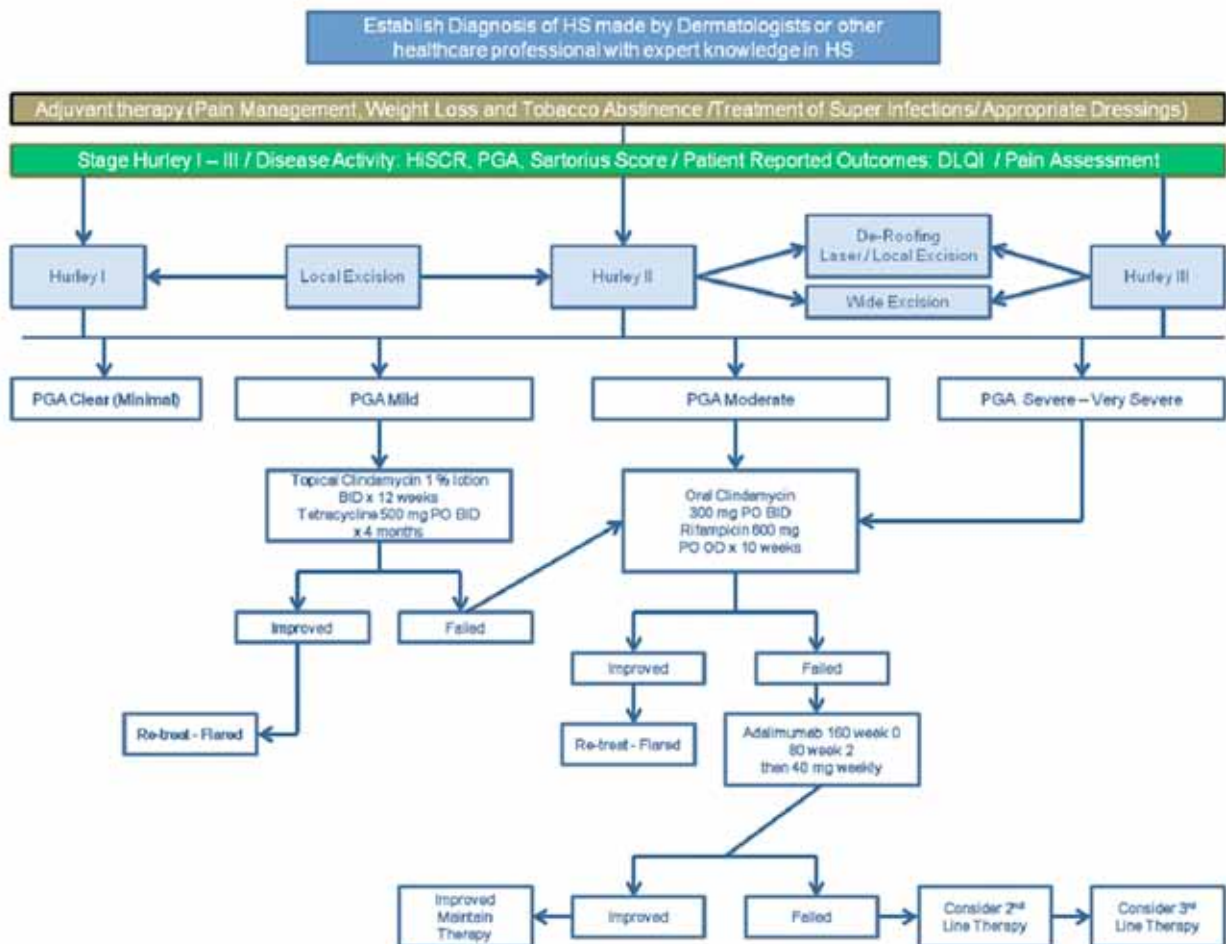 Establish Diagnosis of HS made by Dermatologists or other
healthcare professional with expert knowledge in HS
Adjuvant therapy (Pain Management, Weight Loss and Tobacco Abstinence /Treatment of Super Infections/ Appropriate Dressings)
Stage Hurley I – III / Disease Activity: HiSCR, PGA, Sartorius Score / Patient Reported Outcomes: DLQI / Pain Assessment
Hurley I
Local Excision
Hurley II
De-Roofing
Laser / Local Excision
Wide Excision
Hurley III
PGA Clear (Minimal)
PGA Mild
PGA Moderate
PGA Severe – Very Severe
Topical Clindamycin 1 % lotion
BID x 12 weeks
Tetracycline 500 mg PO BID
x 4 months
Oral Clindamycin
300 mg PO BID
Rifampicin 600 mg
PO OD x 10 weeks
Improved
Failed
Improved
Failed
Re-treat - Flared
Re-treat - Flared
Adalimumab 160 week 0
80 week 2
then 40 mg weekly
Improved
Maintain
Therapy
Improved
Failed
Consider 2nd
Line Therapy
Consider 3rd
Line Therapy